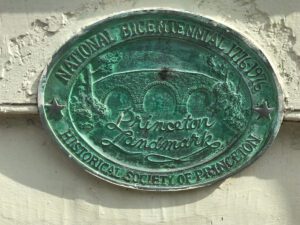 NATIONAL BICENTENNIAL 1776-1976
Princeton
Landmark
HISTORICAL SOCIETY OF PRINCETON